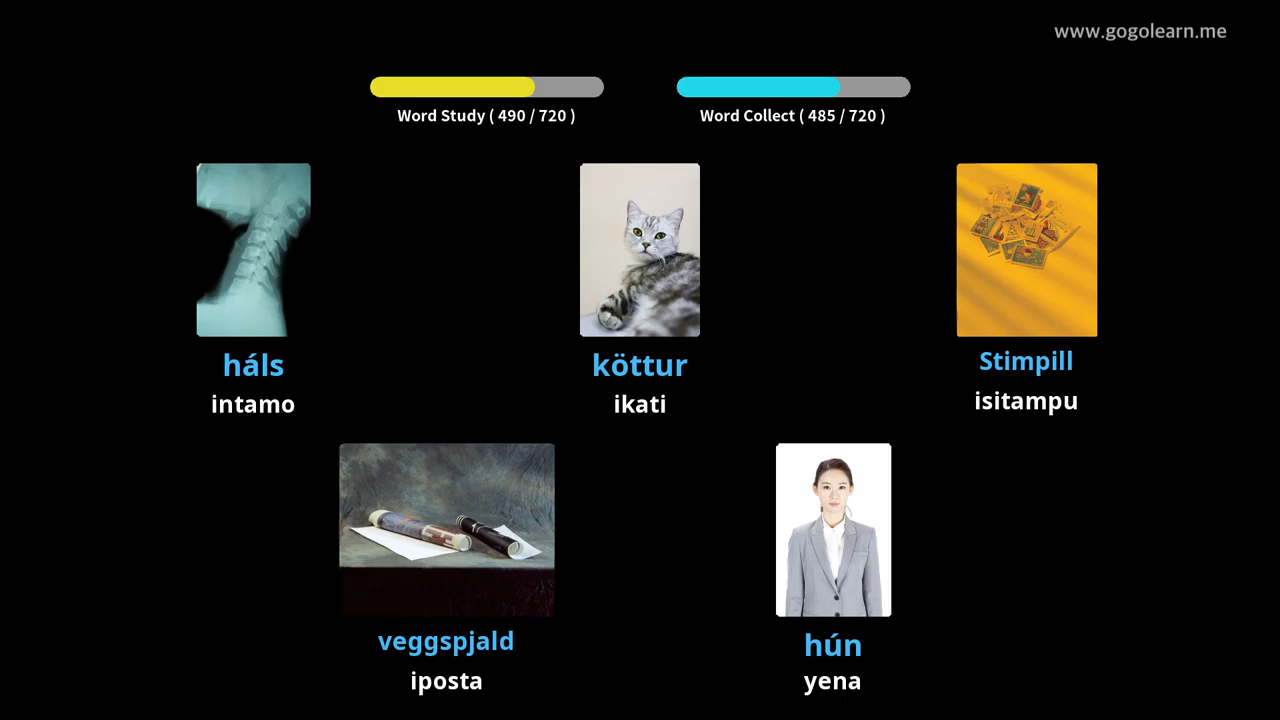 www.gogolearn.me
Word Study ( 490 / 720 )
Word Collect ( 485 / 720 )
háls
intamo
köttur
ikati
Stimpill
isitampu
veggspjald
iposta
hún
yena